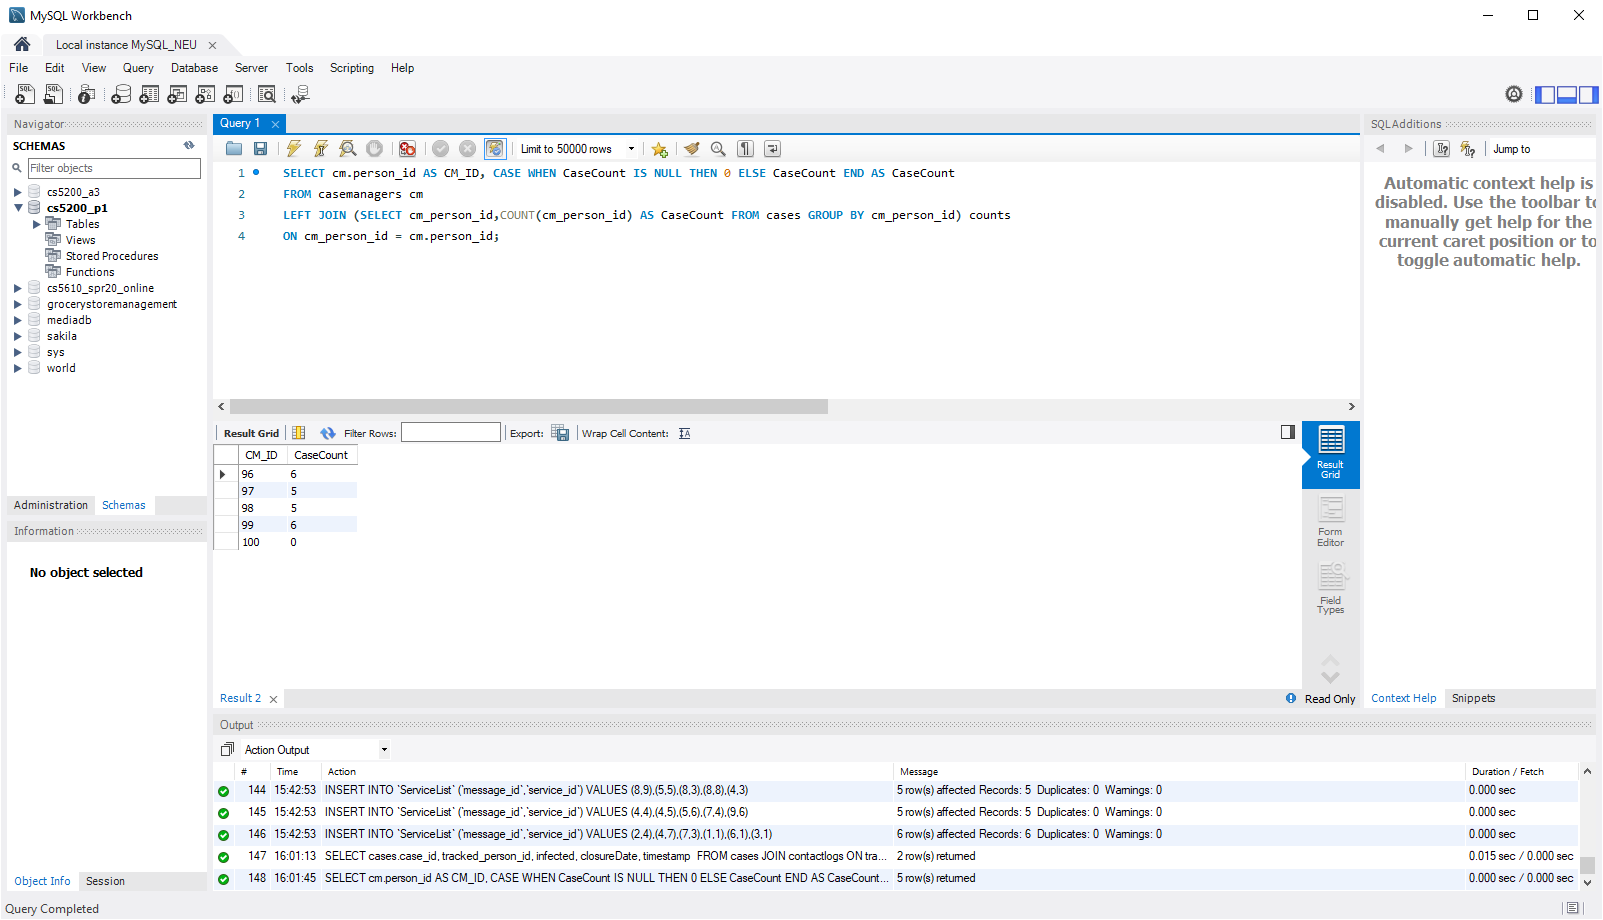 MySQL Workbench
Local instance MySQL_NEU
File Edit View Query Database Server Tools Scripting Help
Navigator
SCHEMAS
Filter objects
cs5200_a3
cs5200_p1
Tables
Views
Stored Procedures
Functions
cs5610_spr20_online
grocerystoremanagement
mediadb
sakila
sys
world
Administration Schemas
Information
No object selected
Object Info Session
Query 1
Limit to 50000 rows
1 SELECT cm.person_id AS CM_ID, CASE WHEN CaseCount IS NULL THEN 0 ELSE CaseCount END AS CaseCount
2 FROM casemanagers cm
3 LEFT JOIN (SELECT cm_person_id,COUNT(cm_person_id) AS CaseCount FROM cases GROUP BY cm_person_id) counts
4 ON cm_person_id = cm.person_id;
Result Grid Filter Rows: Export: Wrap Cell Content:
CM_ID CaseCount
96 6
97 5
98 5
99 6
100 0
Result
Grid
Form
Editor
Field
Types
Result 2
Read Only
SQLAdditions
Jump to
Automatic context help is
disabled. Use the toolbar to
manually get help for the
current caret position or to
toggle automatic help.
Context Help Snippets
Output
Action Output
# Time Action Message Duration / Fetch
144 15:42:53 INSERT INTO `ServiceList` (`message_id`,`service_id`) VALUES (8,9),(5,5),(8,3),(8,8),(4,3) 5 row(s) affected Records: 5 Duplicates: 0 Warnings: 0 0.000 sec
145 15:42:53 INSERT INTO `ServiceList` (`message_id`,`service_id`) VALUES (4,4),(4,5),(5,6),(7,4),(9,6) 5 row(s) affected Records: 5 Duplicates: 0 Warnings: 0 0.000 sec
146 15:42:53 INSERT INTO `ServiceList` (`message_id`,`service_id`) VALUES (2,4),(4,7),(7,3),(1,1),(6,1),(3,1) 6 row(s) affected Records: 6 Duplicates: 0 Warnings: 0 0.000 sec
147 16:01:13 SELECT cases.case_id, tracked_person_id, infected, closureDate, timestamp FROM cases JOIN contactlogs ON tra... 2 row(s) returned 0.015 sec / 0.000 sec
148 16:01:45 SELECT cm.person_id AS CM_ID, CASE WHEN CaseCount IS NULL THEN 0 ELSE CaseCount END AS CaseCount... 5 row(s) returned 0.000 sec / 0.000 sec
Query Completed